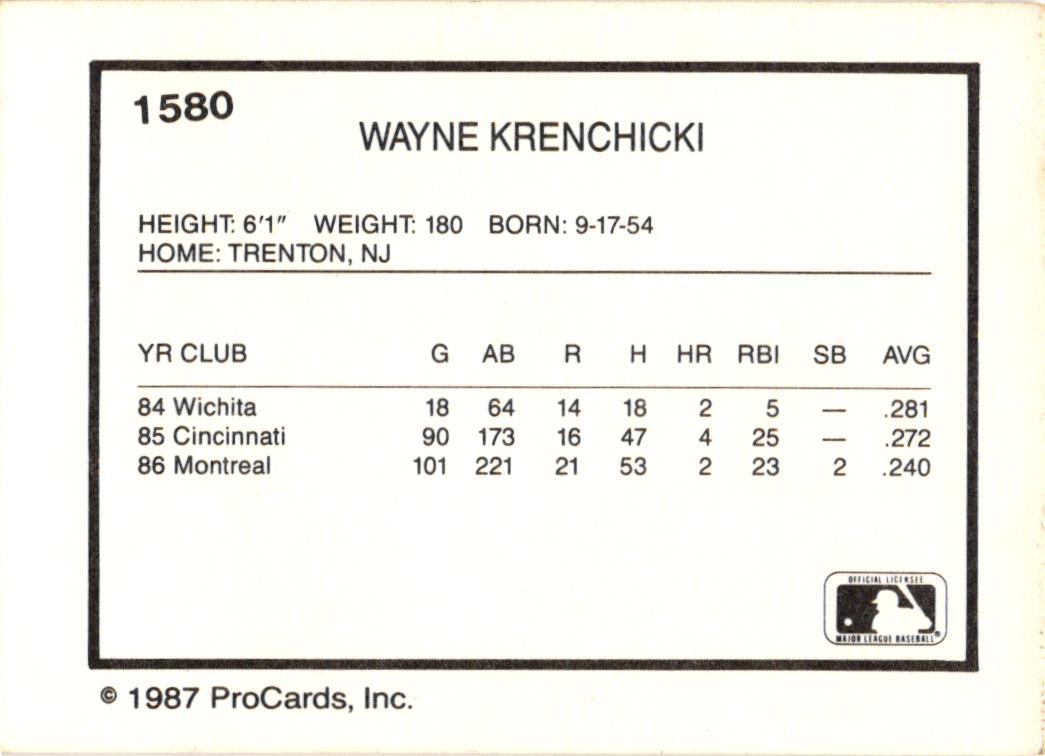 1580
WAYNE KRENCHICKI
HEIGHT: 6'1" WEIGHT: 180 BORN: 9-17-54
HOME: TRENTON, NJ
YR CLUB G AB R H HR RBI SB AVG
84 Wichita 18 64 14 18 2 5 — .281
85 Cincinnati 90 173 16 47 4 25 — .272
86 Montreal 101 221 21 53 2 23 2 .240
OFFICIAL LICENSEE
MAJOR LEAGUE BASEBALL®
© 1987 ProCards, Inc.